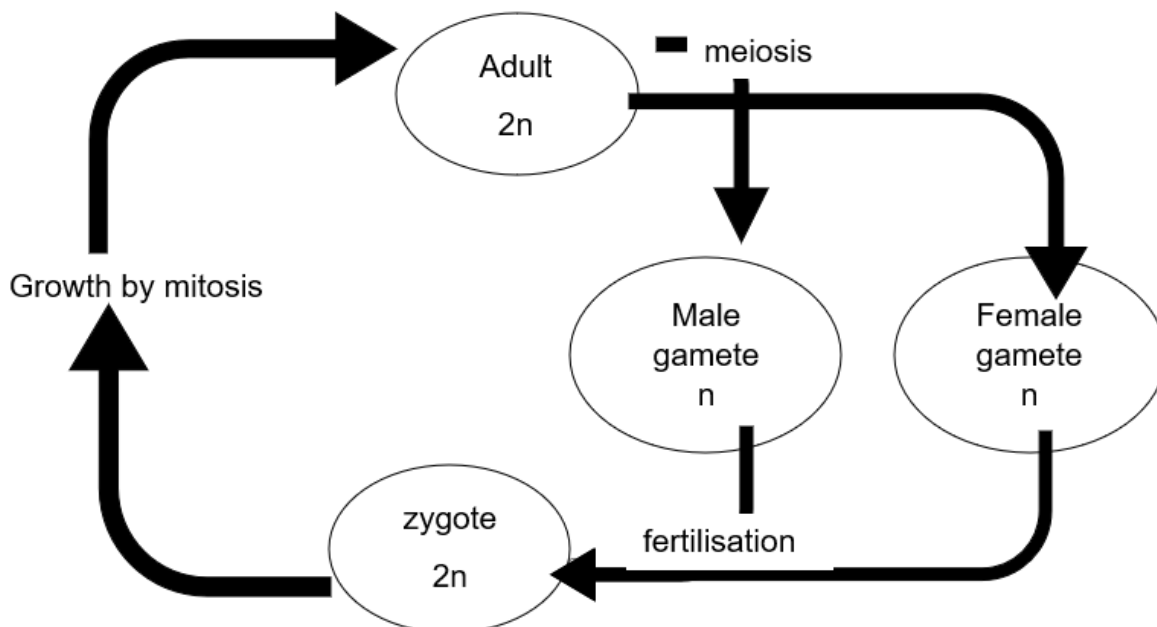 Adult
2n
meiosis
Growth by mitosis
Male
gamete
n
Female
gamete
n
zygote
2n
fertilisation